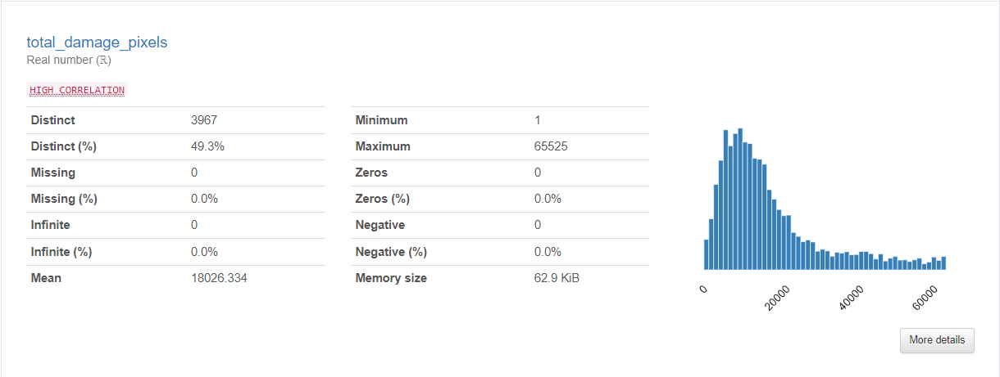 total_damage_pixels
Real number (ℝ)
HIGH CORRELATION
Distinct 3967
Distinct (%) 49.3%
Missing 0
Missing (%) 0.0%
Infinite 0
Infinite (%) 0.0%
Mean 18026.334
Minimum 1
Maximum 65525
Zeros 0
Zeros (%) 0.0%
Negative 0
Negative (%) 0.0%
Memory size 62.9 KiB
0
20000
40000
60000
More details